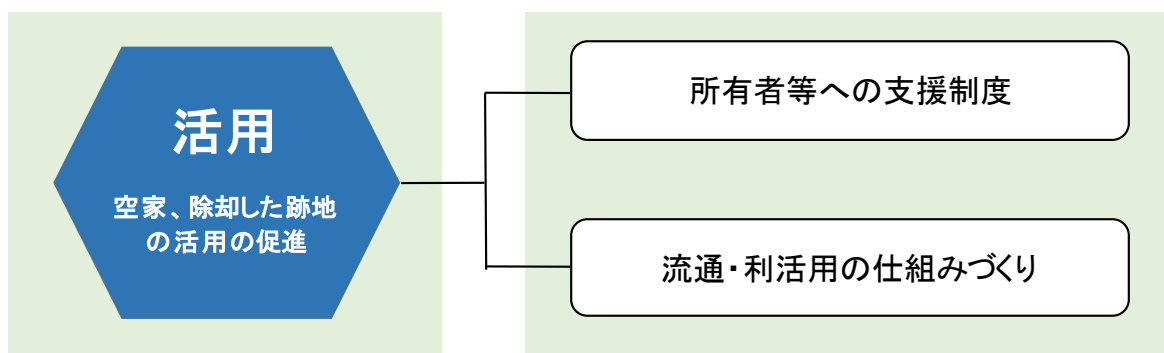 活用
空家、除却した跡地
の活用の促進
所有者等への支援制度
流通・利活用の仕組みづくり